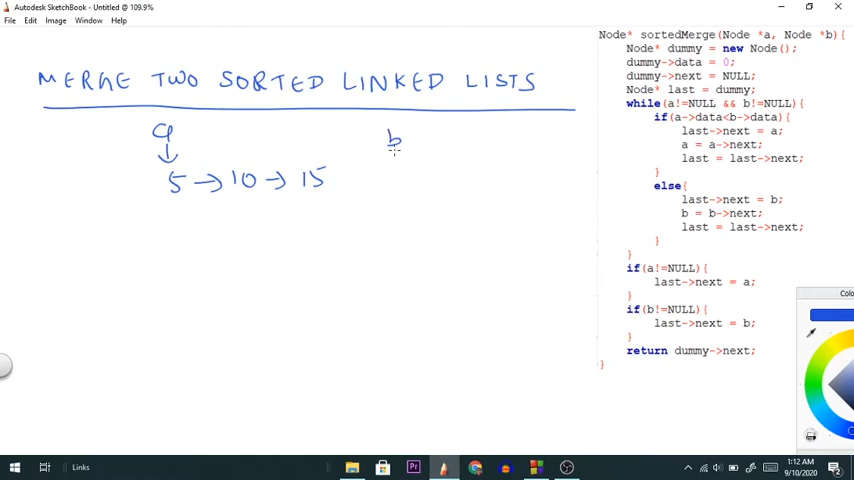 Autodesk SketchBook - Untitled @ 109.9%
File Edit Image Window Help
MERGE TWO SORTED LINKED LISTS
a
b
5 → 10 → 15
Node* sortedMerge(Node *a, Node *b){
Node* dummy = new Node();
dummy->data = 0;
dummy->next = NULL;
Node* last = dummy;
while(a!=NULL && b!=NULL){
if(a->data<b->data){
last->next = a;
a = a->next;
last = last->next;
}
else{
last->next = b;
b = b->next;
last = last->next;
}
}
if(a!=NULL){
last->next = a;
}
if(b!=NULL){
last->next = b;
}
return dummy->next;
}
Colo
Links
Pr
1:12 AM
9/10/2020